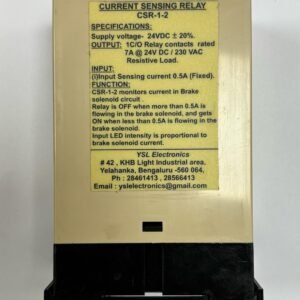 CURRENT SENSING RELAY
CSR-1-2
SPECIFICATIONS:
Supply voltage- 24VDC ± 20%.
OUTPUT: 1C/O Relay contacts rated
7A @ 24V DC / 230 VAC
Resistive Load.
INPUT:
(i)Input Sensing current 0.5A (Fixed).
FUNCTION:
CSR-1-2 monitors current in Brake
solenoid circuit .
Relay is OFF when more than 0.5A is
flowing in the brake solenoid, and gets
ON when less than 0.5A is flowing in the
brake solenoid.
Input LED intensity is proportional to
brake solenoid current.
YSL Electronics
# 42 , KHB Light Industrial area,
Yelahanka, Bengaluru -560 064,
Ph : 28461413 , 28566413
Email : yslelectronics@gmail.com